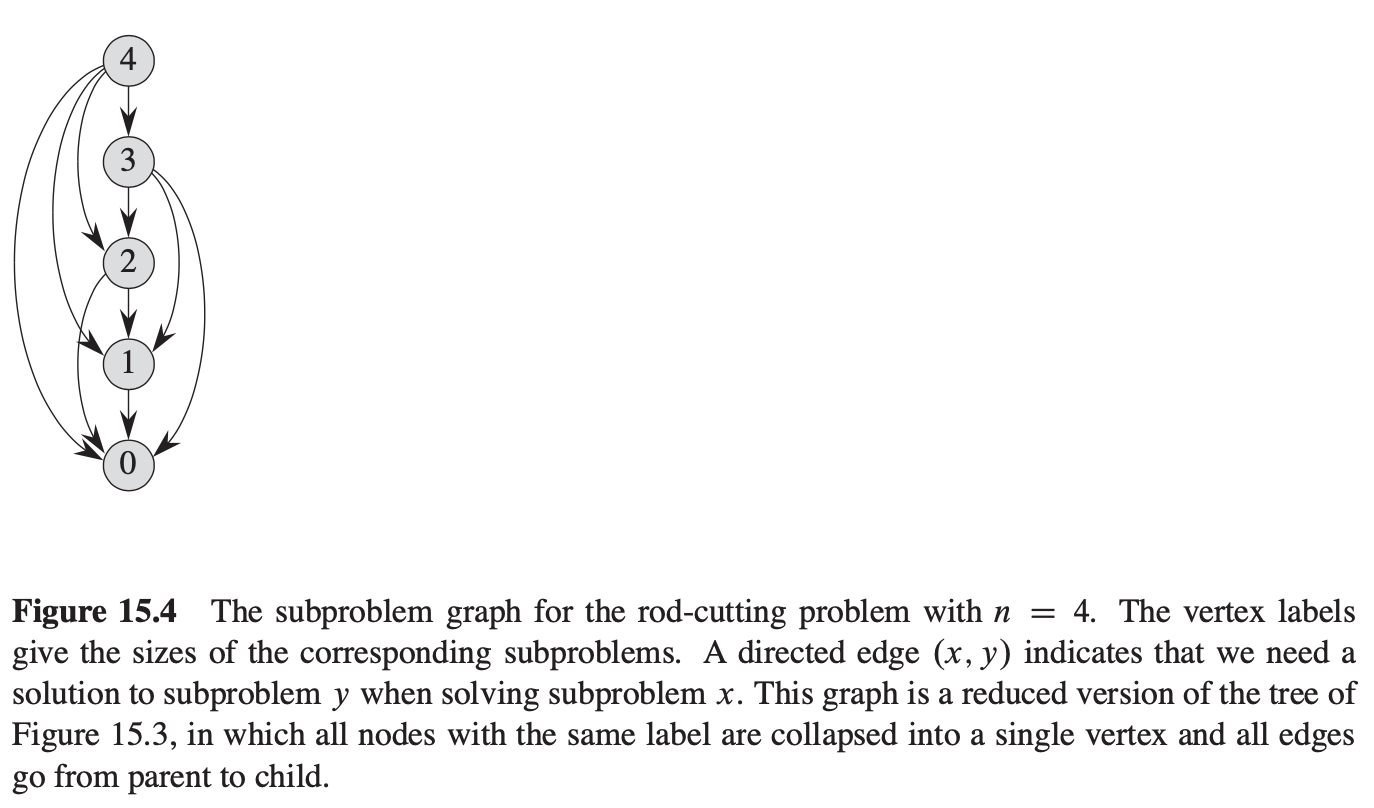 4
3
2
1
0
Figure 15.4 The subproblem graph for the rod-cutting problem with n = 4. The vertex labels
give the sizes of the corresponding subproblems. A directed edge (x, y) indicates that we need a
solution to subproblem y when solving subproblem x. This graph is a reduced version of the tree of
Figure 15.3, in which all nodes with the same label are collapsed into a single vertex and all edges
go from parent to child.